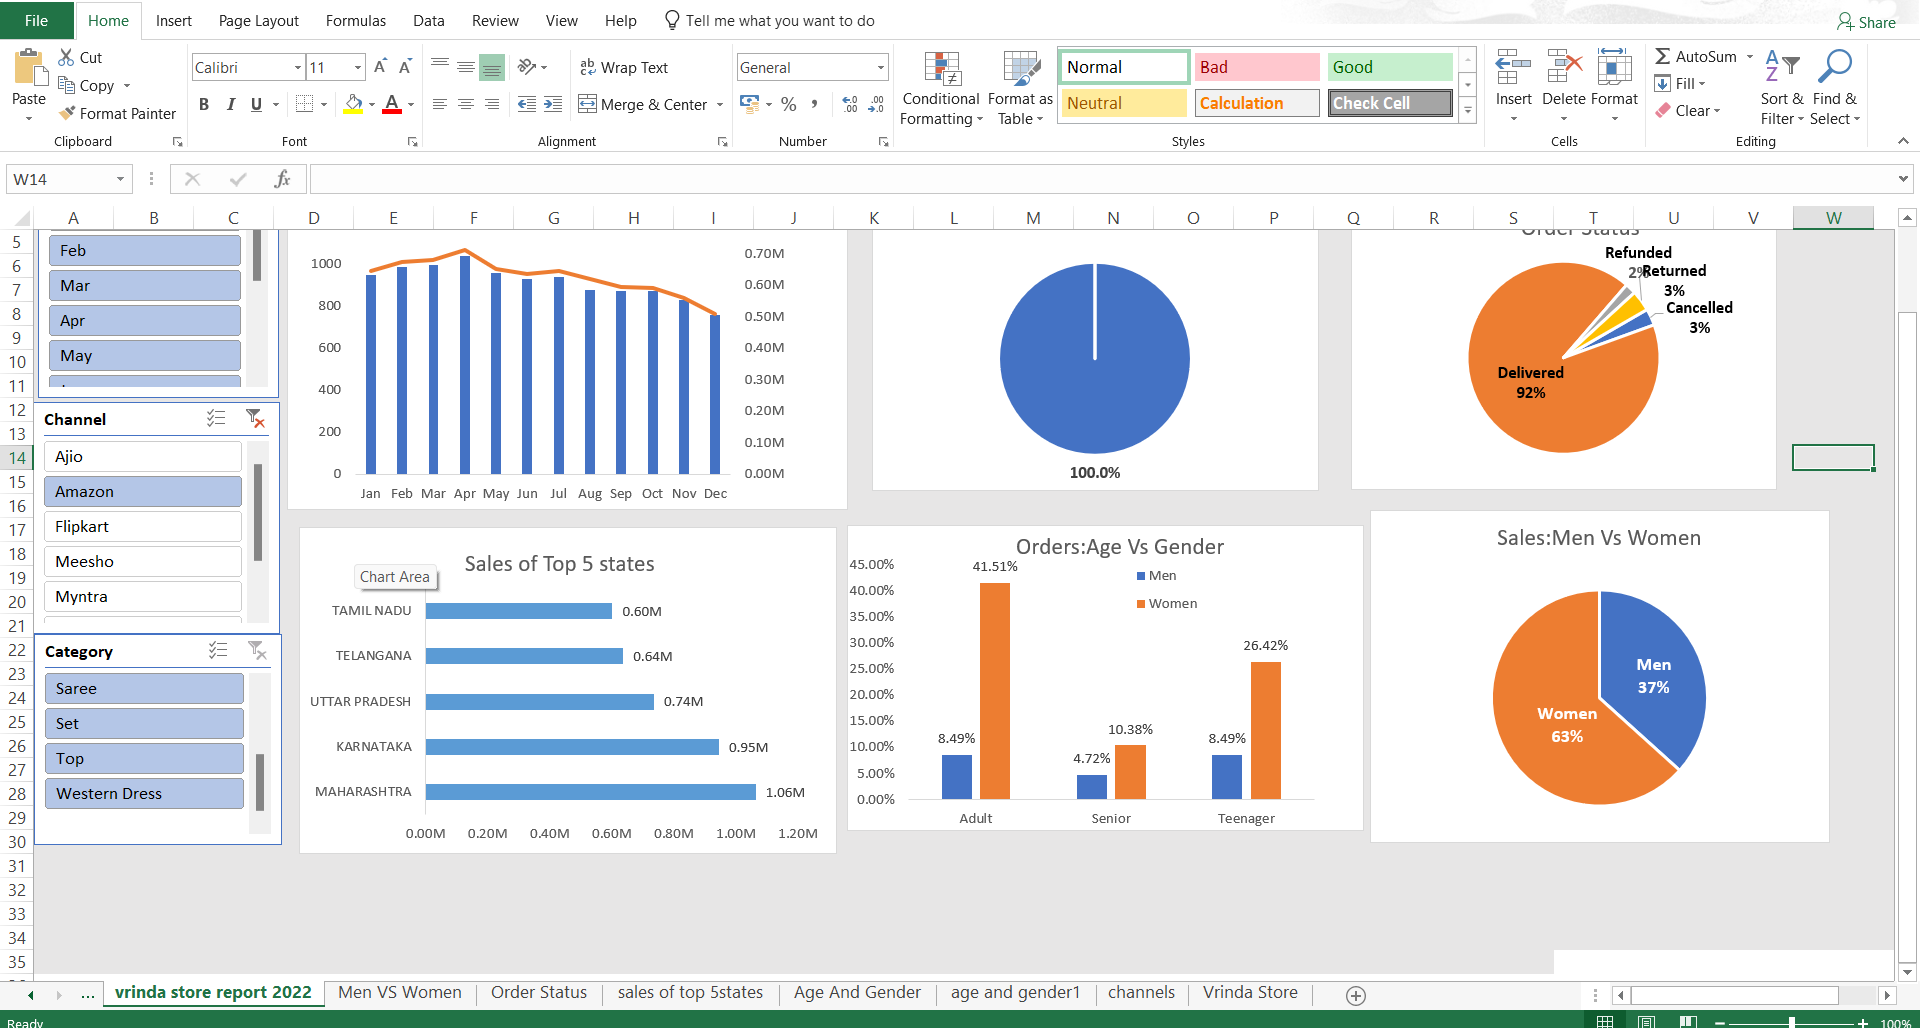 File Home Insert Page Layout Formulas Data Review View Help Tell me what you want to do Share
Paste
Cut
Copy
Format Painter
Clipboard
Calibri 11
B I U A
Font
Wrap Text
Merge & Center
Alignment
General
%
Number
Conditional Formatting
Format as Table
Normal Bad Good
Neutral Calculation Check Cell
Styles
Insert Delete Format
Cells
AutoSum
Fill
Clear
Sort & Filter
Find & Select
Editing
W14 fx
A B C D E F G H I J K L M N O P Q R S T U V W
5
6
7
8
9
10
11
12
13
14
15
16
17
18
19
20
21
22
23
24
25
26
27
28
29
30
31
32
33
34
35
Feb
Mar
Apr
May
Channel
Ajio
Amazon
Flipkart
Meesho
Myntra
Category
Saree
Set
Top
Western Dress
1000
800
600
400
200
0
0.70M
0.60M
0.50M
0.40M
0.30M
0.20M
0.10M
0.00M
Jan Feb Mar Apr May Jun Jul Aug Sep Oct Nov Dec
100.0%
Order Status
Refunded
2%
Returned
3%
Cancelled
3%
Delivered
92%
Sales of Top 5 states
Chart Area
TAMIL NADU 0.60M
TELANGANA 0.64M
UTTAR PRADESH 0.74M
KARNATAKA 0.95M
MAHARASHTRA 1.06M
0.00M 0.20M 0.40M 0.60M 0.80M 1.00M 1.20M
Orders:Age Vs Gender
Men
Women
45.00%
40.00%
35.00%
30.00%
25.00%
20.00%
15.00%
10.00%
5.00%
0.00%
8.49% 41.51%
4.72% 10.38%
8.49% 26.42%
Adult Senior Teenager
Sales:Men Vs Women
Men
37%
Women
63%
... vrinda store report 2022 Men VS Women Order Status sales of top 5states Age And Gender age and gender1 channels Vrinda Store
Ready 100%